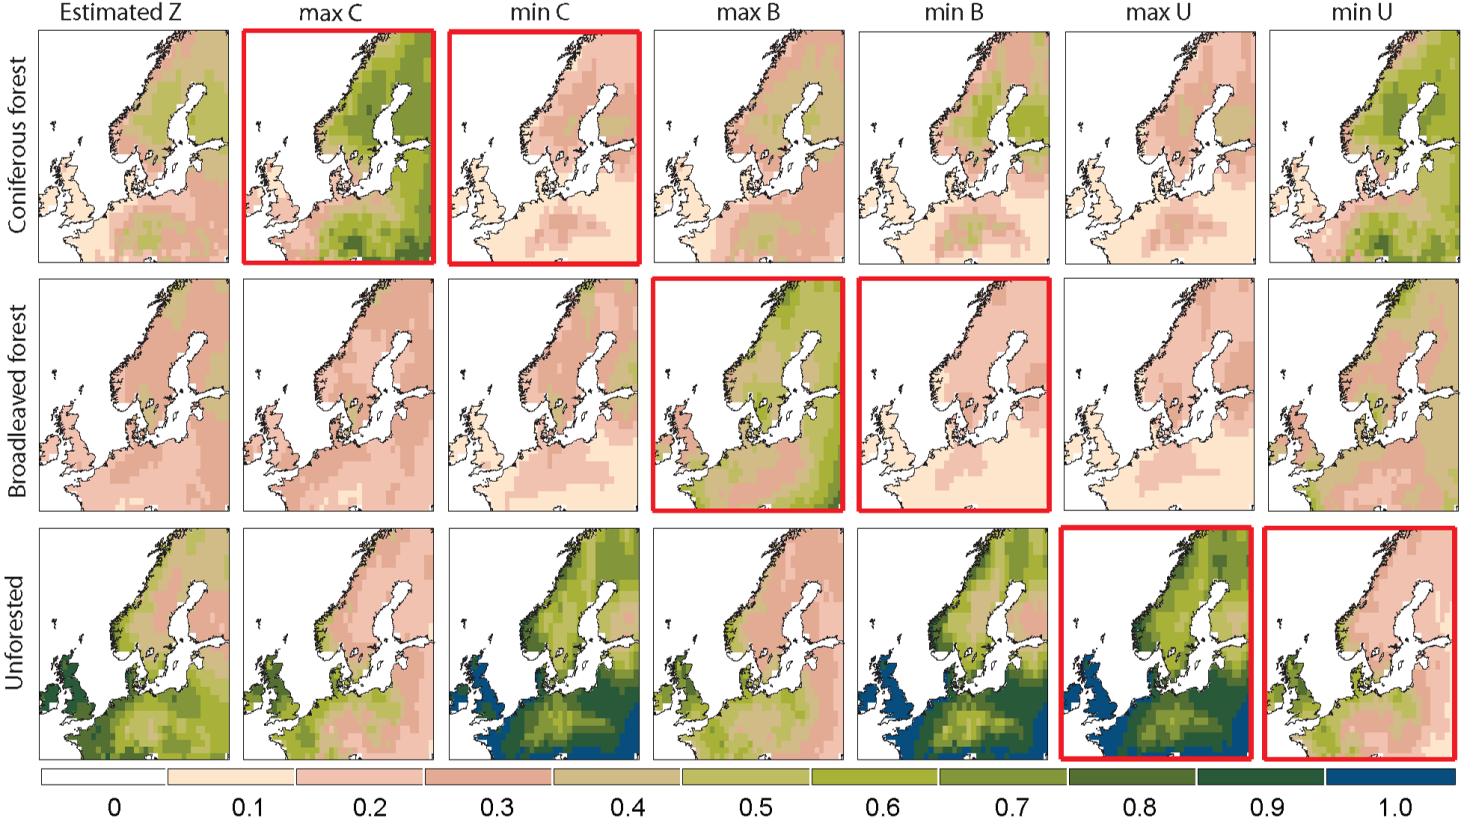 Estimated Z max C min C max B min B max U min U
Coniferous forest
Broadleaved forest
Unforested
0 0.1 0.2 0.3 0.4 0.5 0.6 0.7 0.8 0.9 1.0